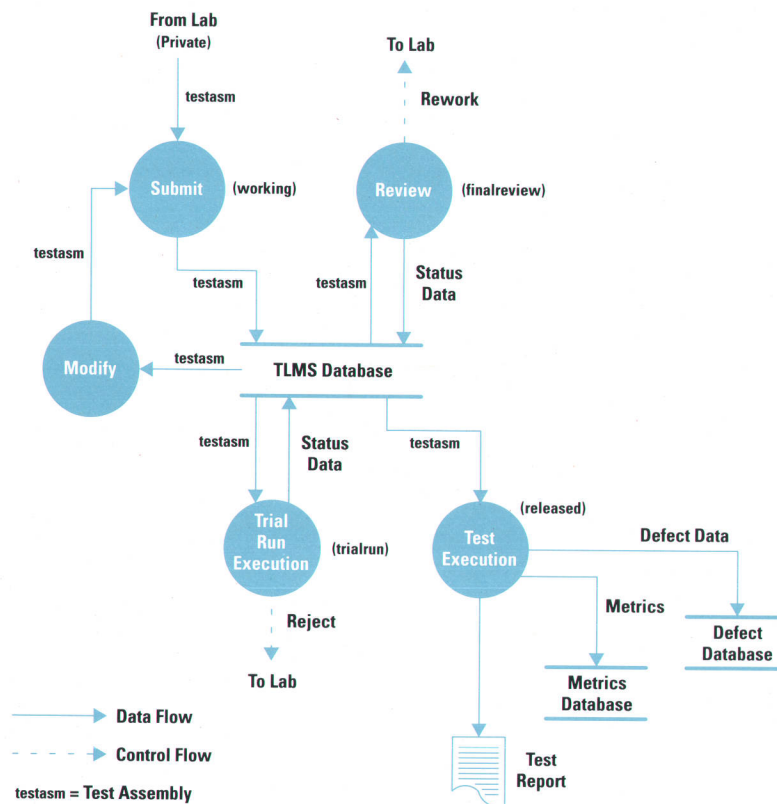 From Lab
(Private)
To Lab
testasm
Rework
Submit
(working)
Review
(finalreview)
testasm
testasm
testasm
Status
Data
Modify
testasm
TLMS Database
testasm
Status
Data
testasm
Trial
Run
Execution
(trialrun)
(released)
Test
Execution
Defect Data
Reject
Metrics
Defect
Database
To Lab
Metrics
Database
Data Flow
Control Flow
Test
Report
testasm = Test Assembly